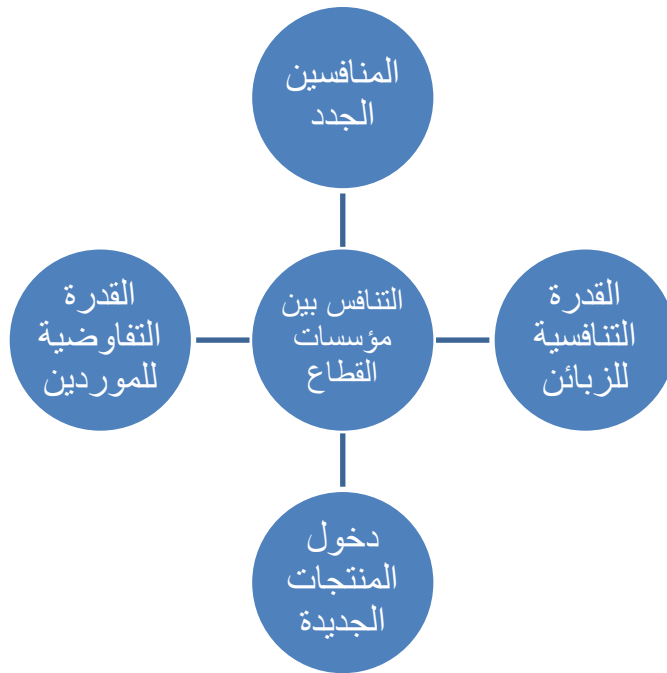 المنافسين
الجدد
القدرة
التنافسية
للزبائن
التنافس بين
مؤسسات
القطاع
القدرة
التفاوضية
للموردين
دخول
المنتجات
الجديدة